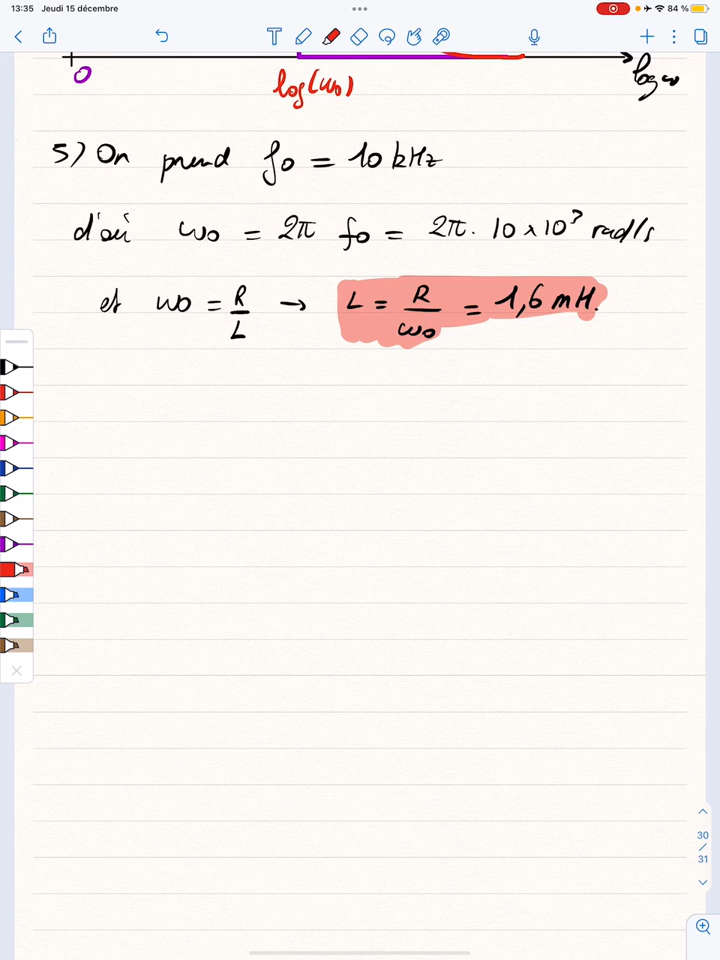 13:35 Jeudi 15 décembre
84 %
0
log(ω0)
log ω
5) On prend f0 = 10 kHz
d'où ω0 = 2π f0 = 2π. 10 × 10³ rad/s
et ω0 = R/L → L = R/ω0 = 1,6 mH.
30
/
31